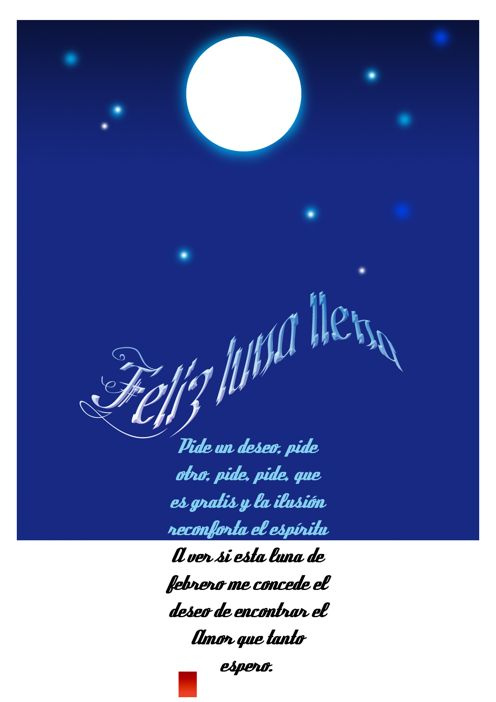 Feliz luna llena
Pide un deseo, pide
otro, pide, pide, que
es gratis y la ilusión
reconforta el espíritu
A ver si esta luna de
febrero me concede el
deseo de encontrar el
Amor que tanto
espero.